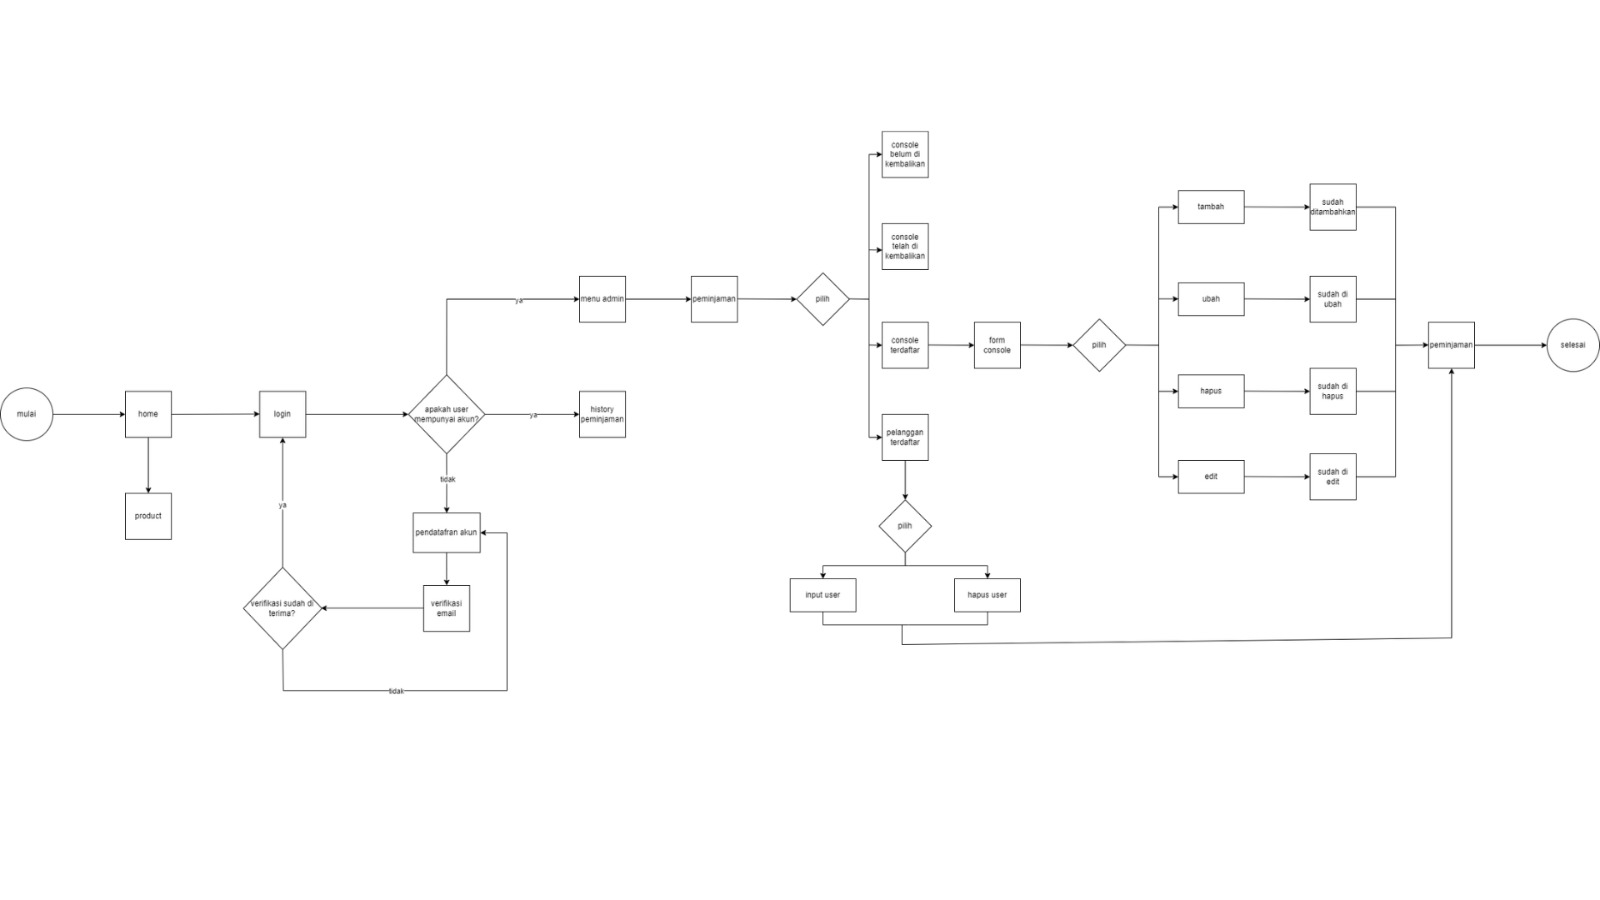 mulai
home
product
login
apakah user
mempunyai akun?
ya
menu admin
peminjaman
pilih
ya
history
peminjaman
tidak
pendatafran akun
verifikasi
email
verifikasi sudah di
terima?
ya
tidak
console
belum di
kembalikan
console
telah di
kembalikan
console
terdaftar
pelanggan
terdaftar
pilih
input user
hapus user
form
console
pilih
tambah
sudah
ditambahkan
ubah
sudah di
ubah
hapus
sudah di
hapus
edit
sudah di
edit
peminjaman
selesai